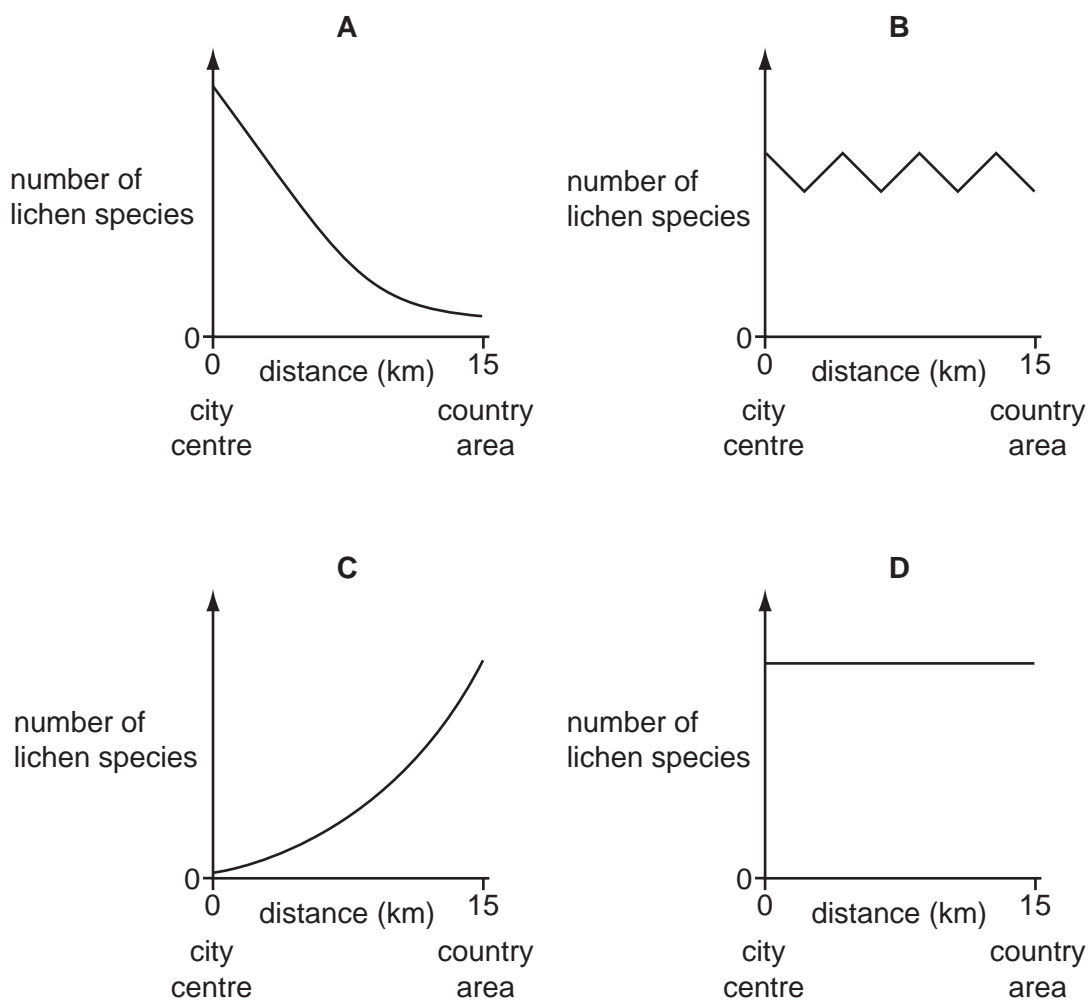 A
number of
lichen species
0
0
15
distance (km)
city
centre
country
area
B
number of
lichen species
0
0
15
distance (km)
city
centre
country
area
C
number of
lichen species
0
0
15
distance (km)
city
centre
country
area
D
number of
lichen species
0
0
15
distance (km)
city
centre
country
area